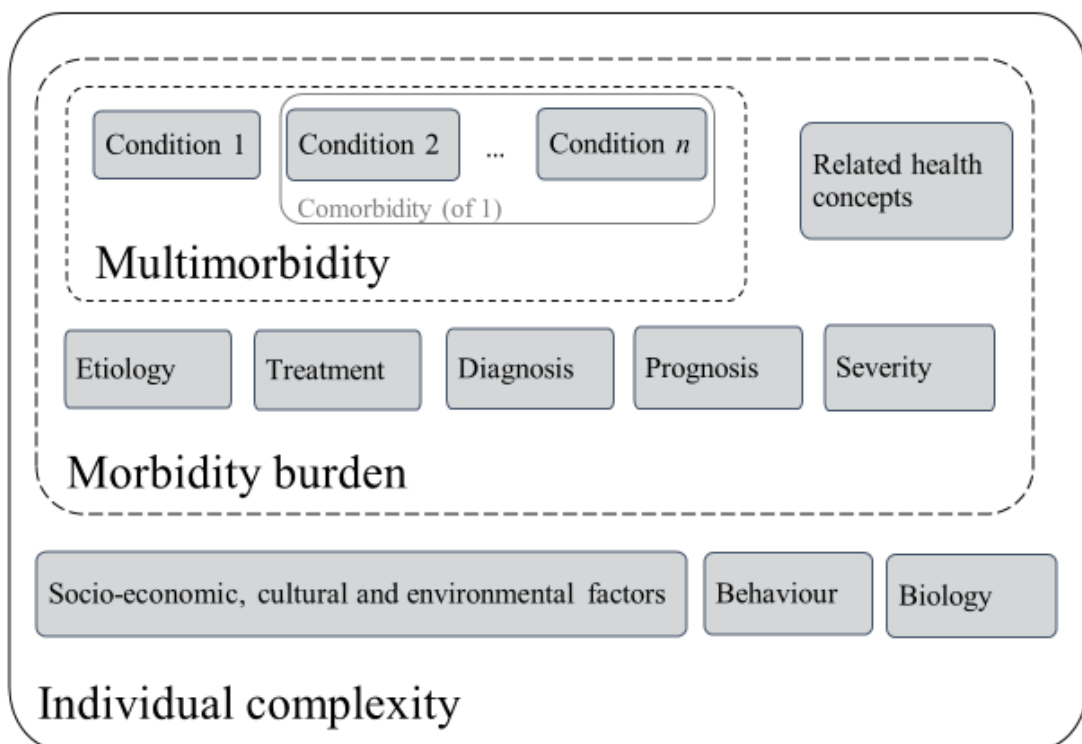 Condition 1
Condition 2
...
Condition n
Related health
concepts
Comorbidity (of 1)
Multimorbidity
Etiology
Treatment
Diagnosis
Prognosis
Severity
Morbidity burden
Socio-economic, cultural and environmental factors
Behaviour
Biology
Individual complexity